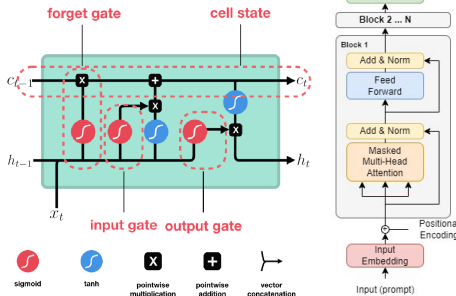 forget gate
cell state
c_{t-1}
c_t
h_{t-1}
h_t
x_t
input gate
output gate
sigmoid
tanh
pointwise
multiplication
pointwise
addition
vector
concatenation
Block 2 ... N
Block 1
Add & Norm
Feed
Forward
Add & Norm
Masked
Multi-Head
Attention
Positional
Encoding
Input
Embedding
Input (prompt)